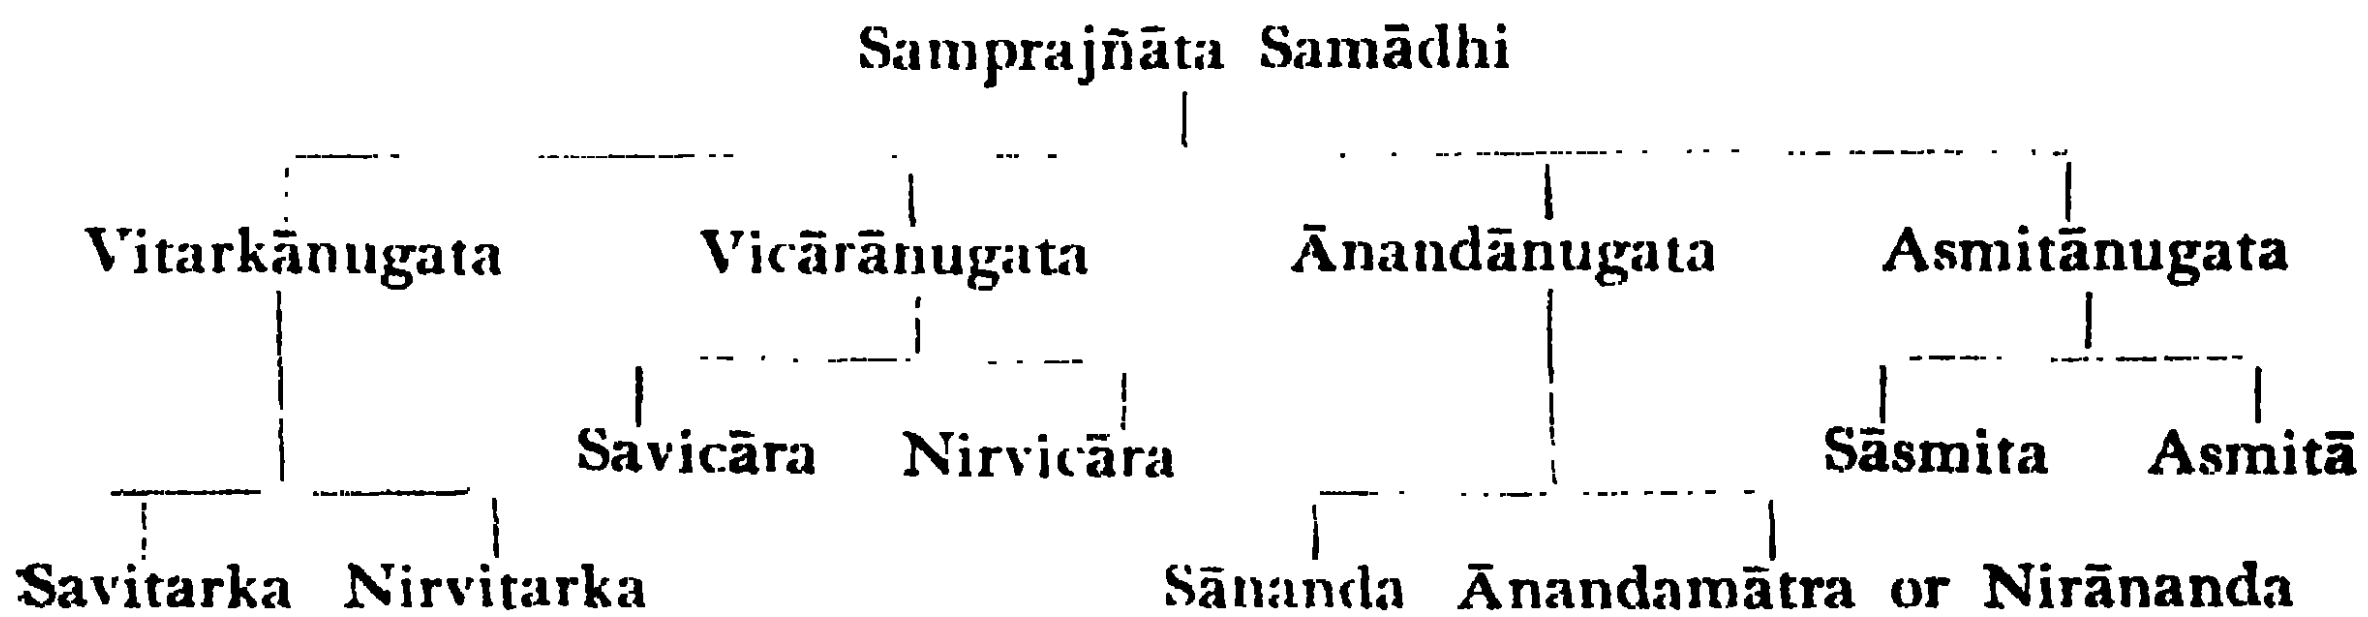 Samprajñāta Samādhi
Vitarkānugata Vicārānugata Ānandānugata Asmitānugata
Savicāra Nirvicāra Sāsmita Asmitā
Savitarka Nirvitarka Sānanda Ānandamātra or Nirānanda